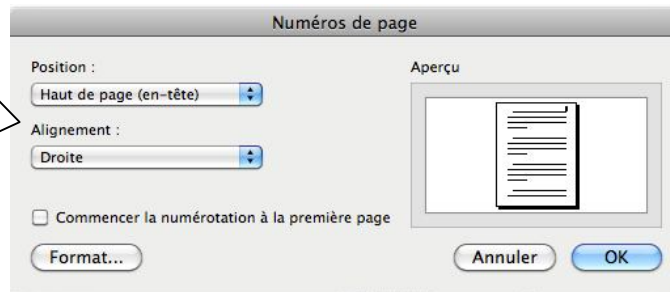 Numéros de page
Position :
Aperçu
Haut de page (en-tête)
Alignement :
Droite
Commencer la numérotation à la première page
Format...
Annuler
OK